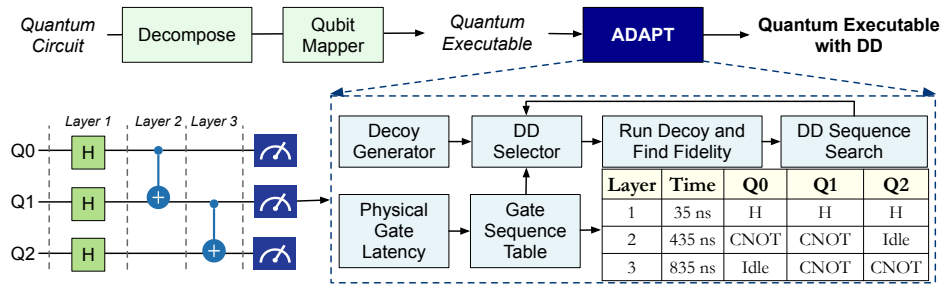 Quantum
Circuit
Decompose
Qubit
Mapper
Quantum
Executable
ADAPT
Quantum Executable
with DD
Layer 1
Layer 2
Layer 3
Q0
H
Q1
H
Q2
H
Decoy
Generator
DD
Selector
Run Decoy and
Find Fidelity
DD Sequence
Search
Physical
Gate
Latency
Gate
Sequence
Table
Layer Time Q0 Q1 Q2
1 35 ns H H H
2 435 ns CNOT CNOT Idle
3 835 ns Idle CNOT CNOT